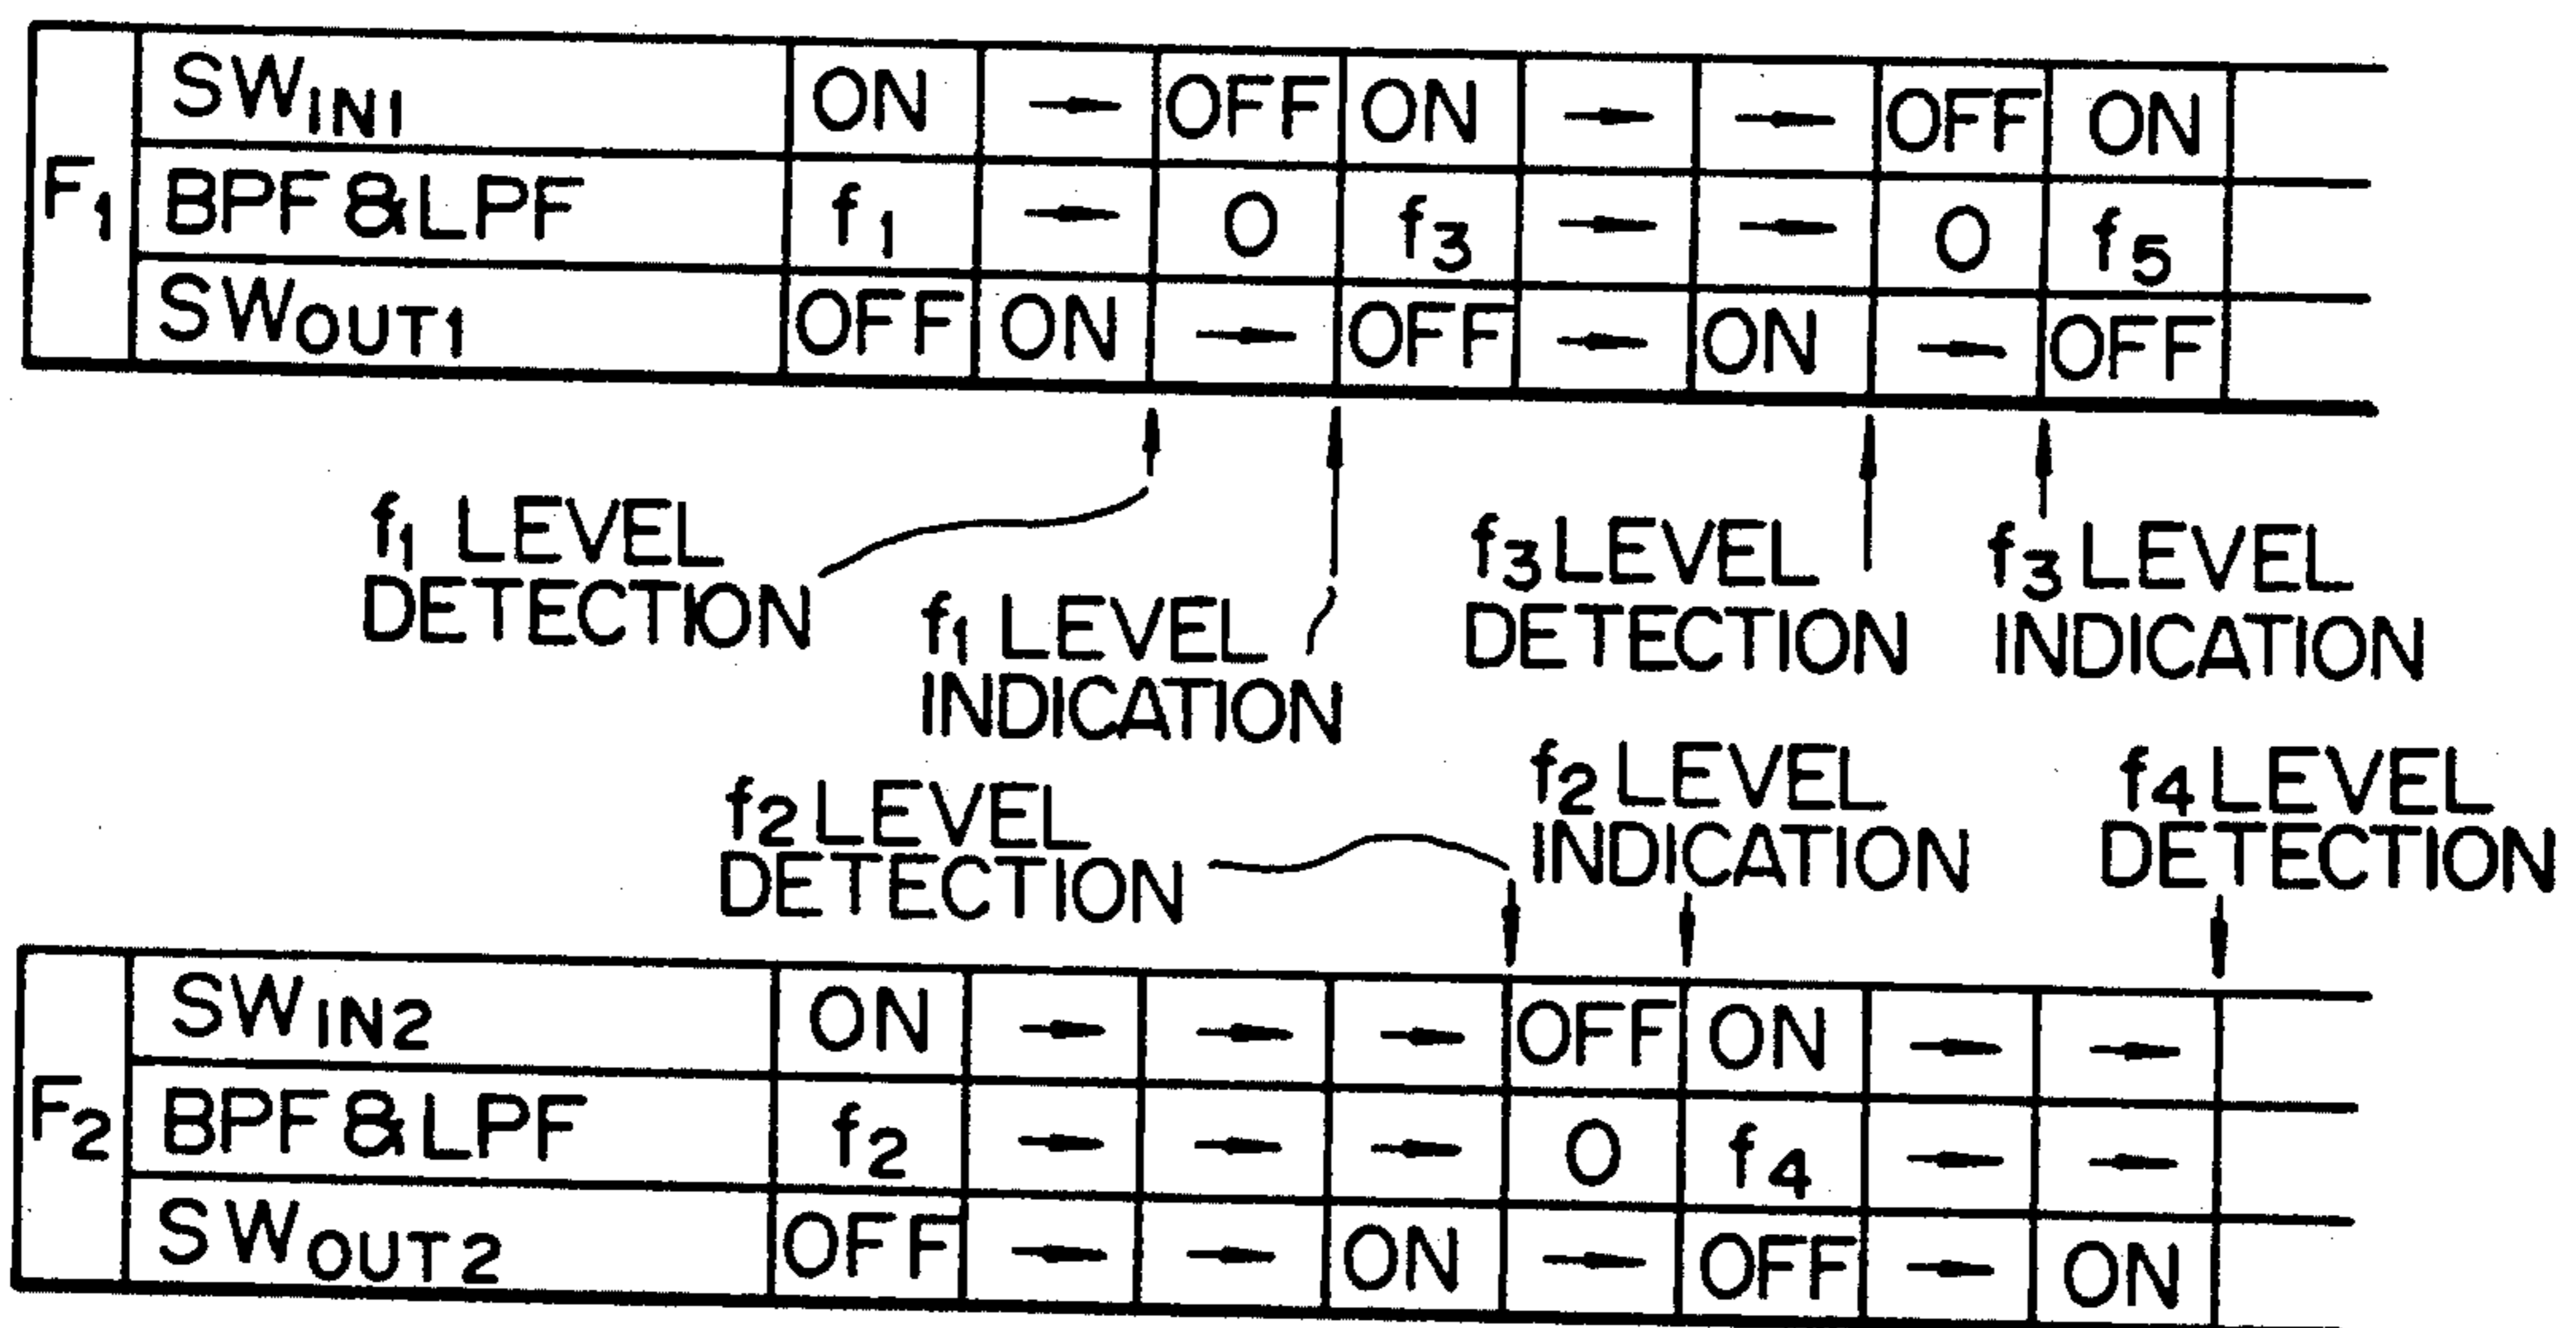 F1
SWIN1 ON → OFF ON → → OFF ON
BPF & LPF f1 → 0 f3 → → 0 f5
SWOUT1 OFF ON → OFF → ON → OFF
f1 LEVEL
DETECTION
f1 LEVEL
INDICATION
f3 LEVEL
DETECTION
f3 LEVEL
INDICATION
f2 LEVEL
DETECTION
f2 LEVEL
INDICATION
f4 LEVEL
DETECTION
F2
SWIN2 ON → → → OFF ON → →
BPF & LPF f2 → → → 0 f4 → →
SWOUT2 OFF → → ON → OFF → ON